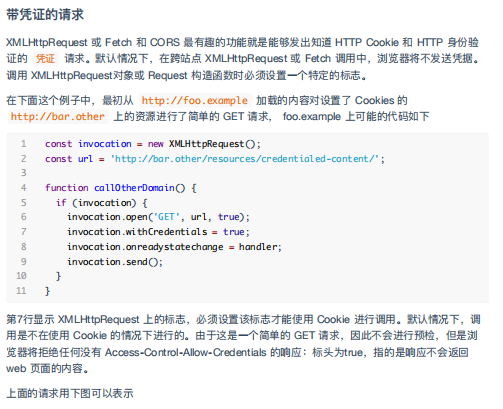 带凭证的请求
XMLHttpRequest 或 Fetch 和 CORS 最有趣的功能就是能够发出知道 HTTP Cookie 和 HTTP 身份验
证的 凭证 请求。默认情况下，在跨站点 XMLHttpRequest 或 Fetch 调用中，浏览器将不发送凭据。
调用 XMLHttpRequest对象或 Request 构造函数时必须设置一个特定的标志。
在下面这个例子中，最初从 http://foo.example 加载的内容对设置了 Cookies 的
http://bar.other 上的资源进行了简单的 GET 请求， foo.example 上可能的代码如下
1 const invocation = new XMLHttpRequest();
2 const url = 'http://bar.other/resources/credentialed-content/';
3
4 function callOtherDomain() {
5 if (invocation) {
6 invocation.open('GET', url, true);
7 invocation.withCredentials = true;
8 invocation.onreadystatechange = handler;
9 invocation.send();
10 }
11 }
第7行显示 XMLHttpRequest 上的标志，必须设置该标志才能使用 Cookie 进行调用。默认情况下，调
用是不在使用 Cookie 的情况下进行的。由于这是一个简单的 GET 请求，因此不会进行预检，但是浏
览器将拒绝任何没有 Access-Control-Allow-Credentials 的响应：标头为true，指的是响应不会返回
web 页面的内容。
上面的请求用下图可以表示